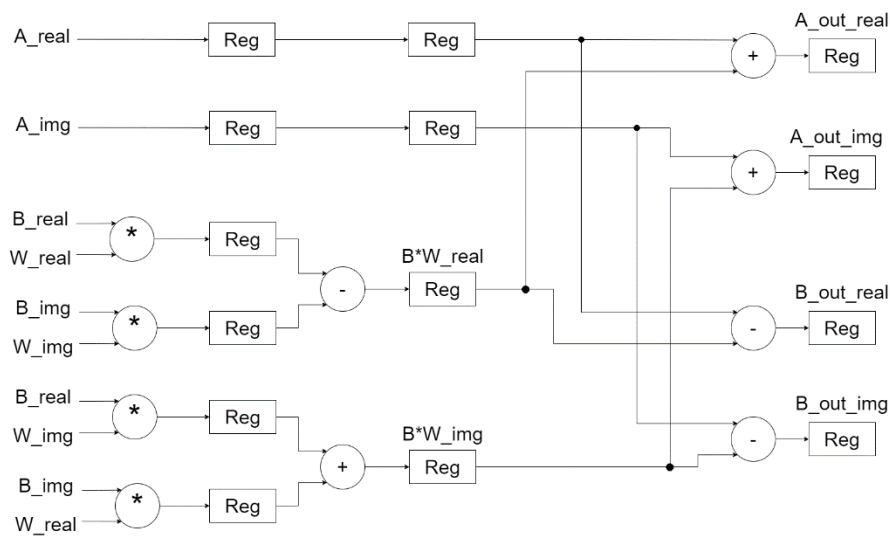 A_real
Reg
Reg
+
A_out_real
Reg
A_img
Reg
Reg
+
A_out_img
Reg
B_real
W_real
*
Reg
-
B*W_real
Reg
B_img
W_img
*
Reg
-
B_out_real
Reg
B_real
W_img
*
Reg
+
B*W_img
Reg
-
B_out_img
Reg
B_img
W_real
*
Reg